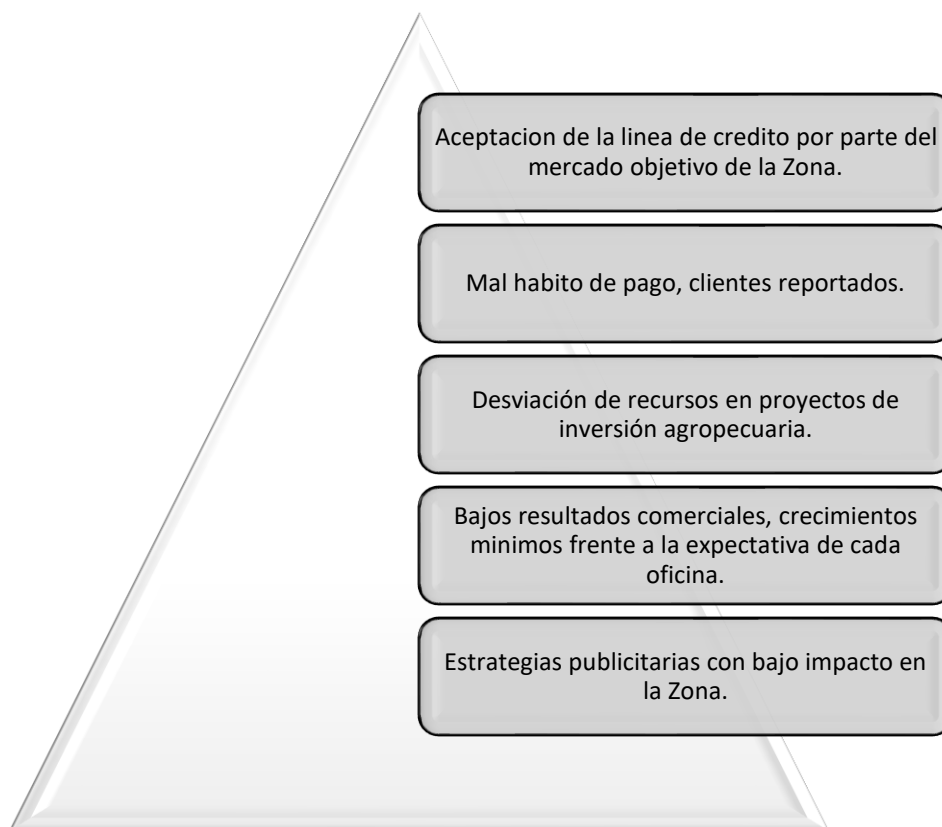 Aceptacion de la linea de credito por parte del
mercado objetivo de la Zona.
Mal habito de pago, clientes reportados.
Desviación de recursos en proyectos de
inversión agropecuaria.
Bajos resultados comerciales, crecimientos
minimos frente a la expectativa de cada
oficina.
Estrategias publicitarias con bajo impacto en
la Zona.